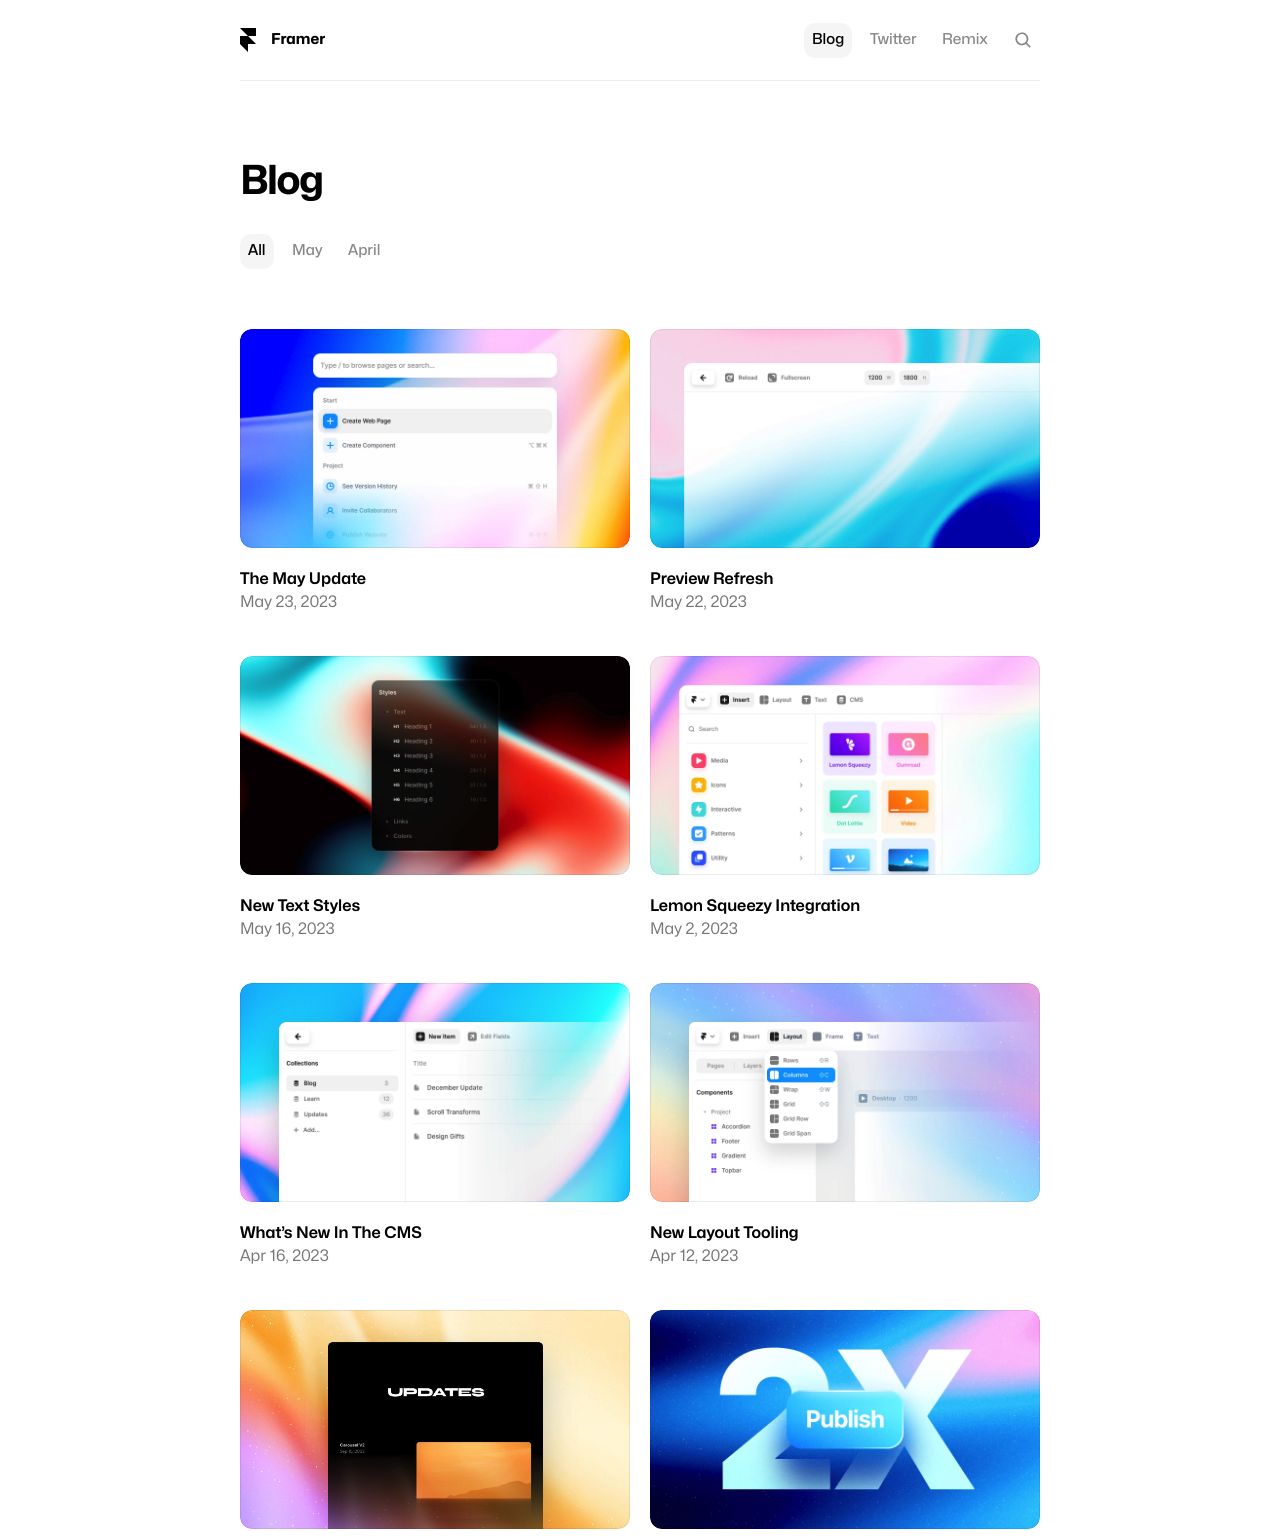 Framer
Blog Twitter Remix
Blog
All May April
Type / to browse pages or search...
Start
Create Web Page
Create Component ⌥ ⌘ K
Project
See Version History ⌘ ⇧ H
Invite Collaborators
Publish Website
Reload Fullscreen 1200 W 1800 H
The May Update
May 23, 2023
Preview Refresh
May 22, 2023
Styles
Text
H1 Heading 1
H2 Heading 2
H3 Heading 3
H4 Heading 4
H5 Heading 5
H6 Heading 6
Links
Colors
Insert Layout Text CMS
Search
Media
Icons
Interactive
Patterns
Utility
Lemon Squeezy Gumroad
Dot Lottie Video
New Text Styles
May 16, 2023
Lemon Squeezy Integration
May 2, 2023
New Item Edit Fields
Collections
Blog 3
Learn 12
Updates 36
Add...
Title
December Update
Scroll Transforms
Design Gifts
Insert Layout Frame Text
Pages Layers
Components
Project
Accordion
Footer
Gradient
Topbar
Rows ⇧R
Columns ⇧C
Wrap ⇧W
Grid ⇧G
Grid Row
Grid Span
Desktop · 1200
What’s New In The CMS
Apr 16, 2023
New Layout Tooling
Apr 12, 2023
UPDATES
Carousel V2
2X
Publish